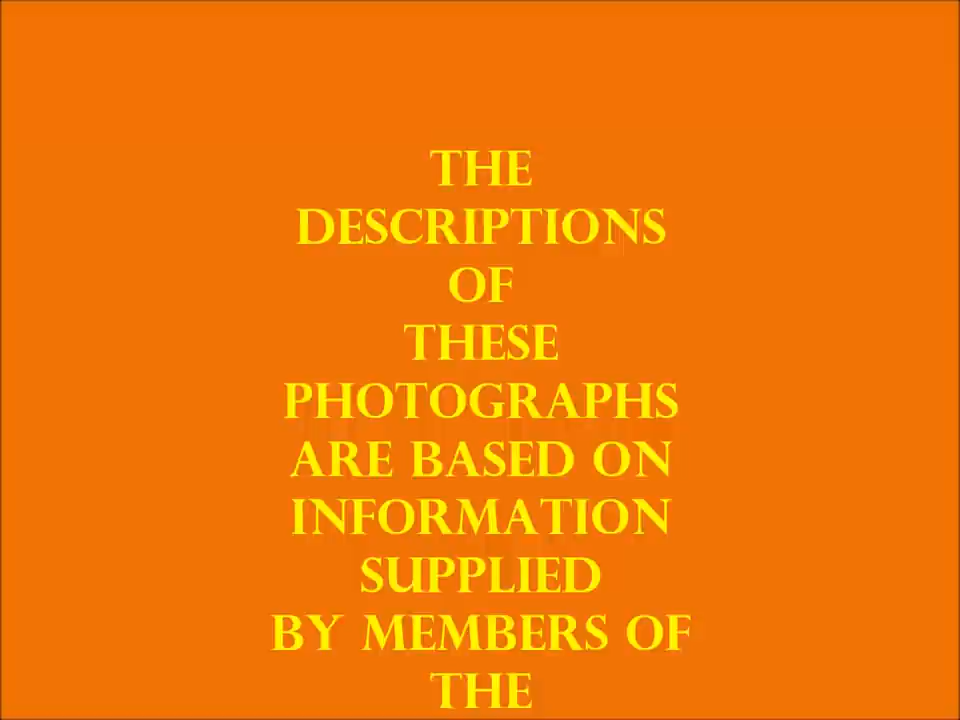 THE
DESCRIPTIONS
OF
THESE
PHOTOGRAPHS
ARE BASED ON
INFORMATION
SUPPLIED
BY MEMBERS OF
THE